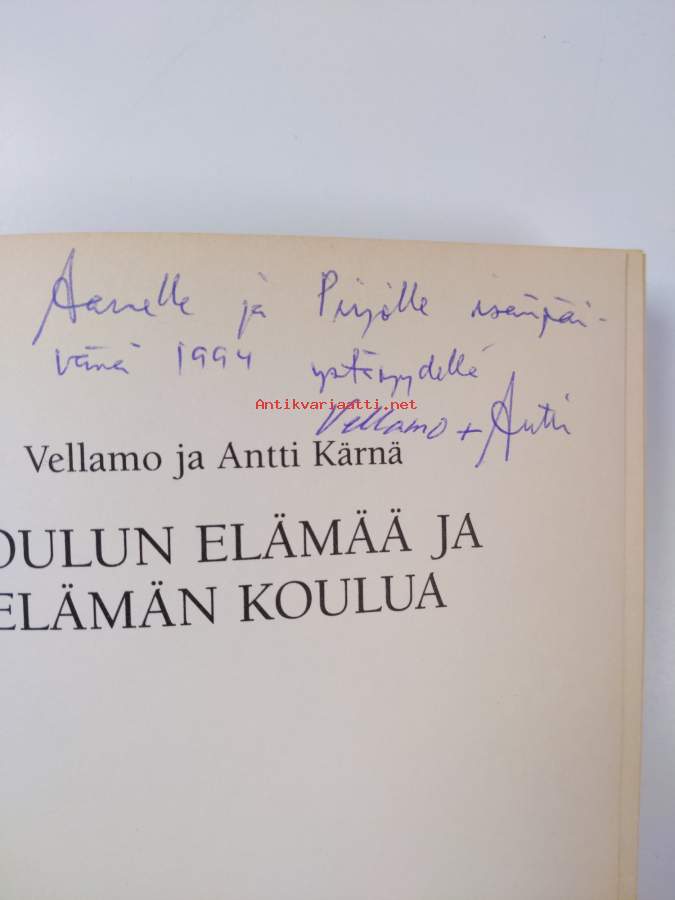 Aarnelle ja Pirjolle isänpäi-
vänä 1994 ystävyydellä
Antikvariaatti.net
Vellamo + Antti
Vellamo ja Antti Kärnä
OULUN ELÄMÄÄ JA
ELÄMÄN KOULUA